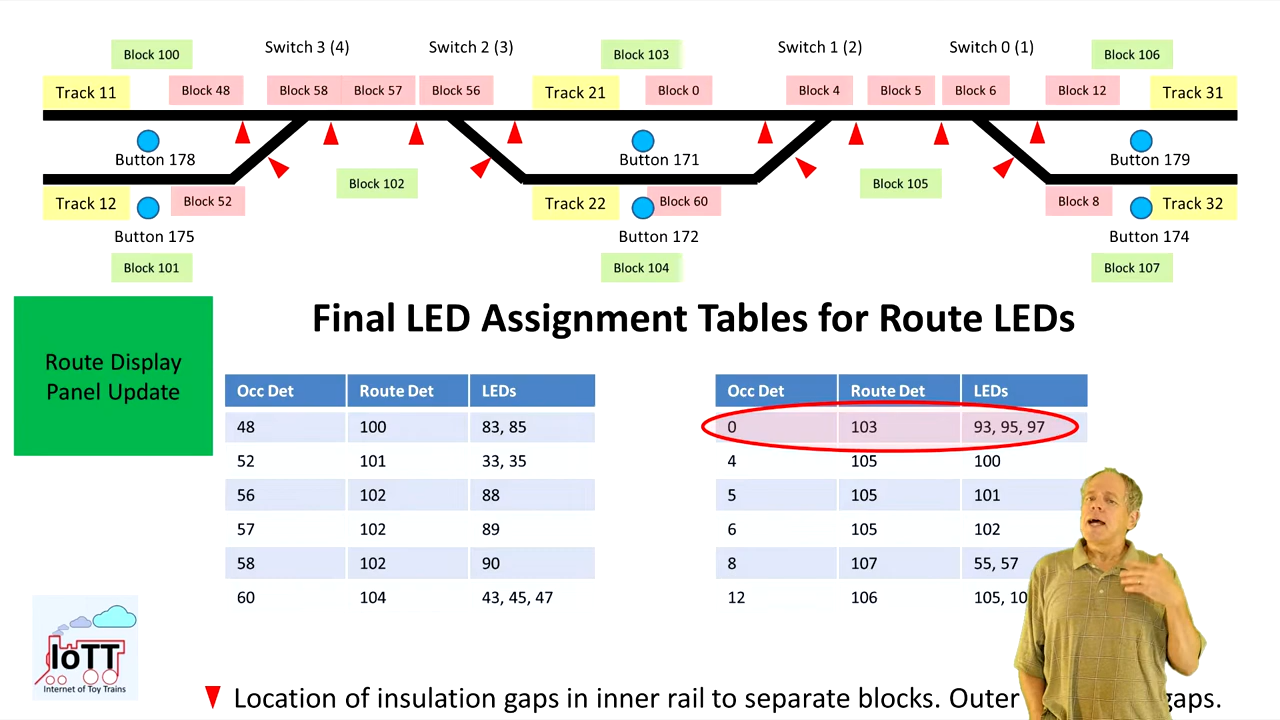 Switch 3 (4) Switch 2 (3) Switch 1 (2) Switch 0 (1)
Block 100 Block 103 Block 106
Track 11 Block 48 Block 58 Block 57 Block 56 Track 21 Block 0 Block 4 Block 5 Block 6 Block 12 Track 31
Button 178 Button 171 Button 179
Block 102 Block 105
Track 12 Block 52 Track 22 Block 60 Block 8 Track 32
Button 175 Button 172 Button 174
Block 101 Block 104 Block 107
Final LED Assignment Tables for Route LEDs
Route Display
Panel Update
Occ Det Route Det LEDs
48 100 83, 85
52 101 33, 35
56 102 88
57 102 89
58 102 90
60 104 43, 45, 47
Occ Det Route Det LEDs
0 103 93, 95, 97
4 105 100
5 105 101
6 105 102
8 107 55, 57
12 106 105,
IoTT
Internet of Toy Trains
Location of insulation gaps in inner rail to separate blocks. Outer gaps.